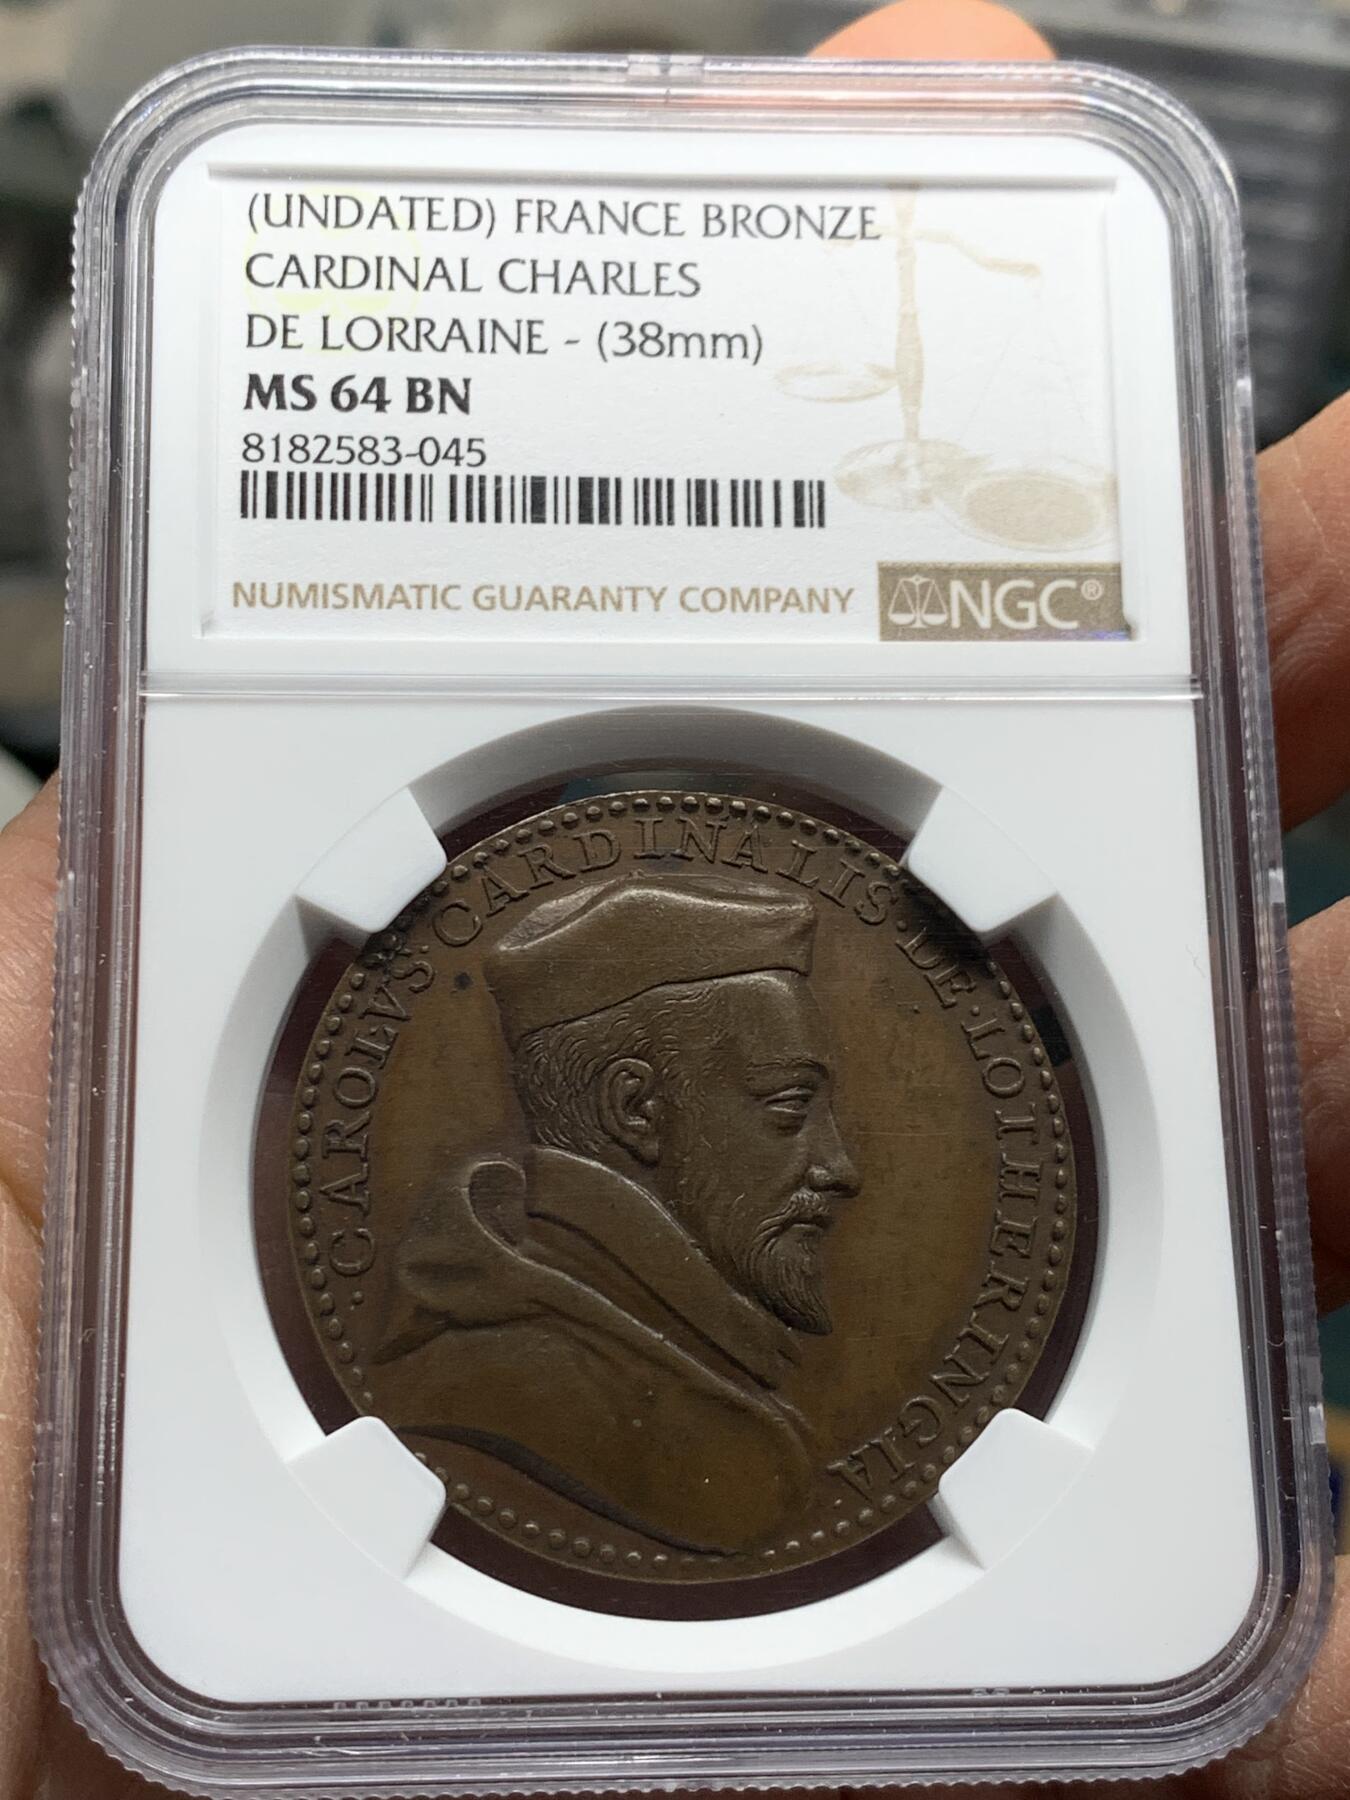 (UNDATED) FRANCE BRONZE
CARDINAL CHARLES
DE LORRAINE - (38mm)
MS 64 BN
8182583-045
NUMISMATIC GUARANTY COMPANY
NGC®
·CAROLVS·CARDINALIS·DE·LOTHERINGIA·